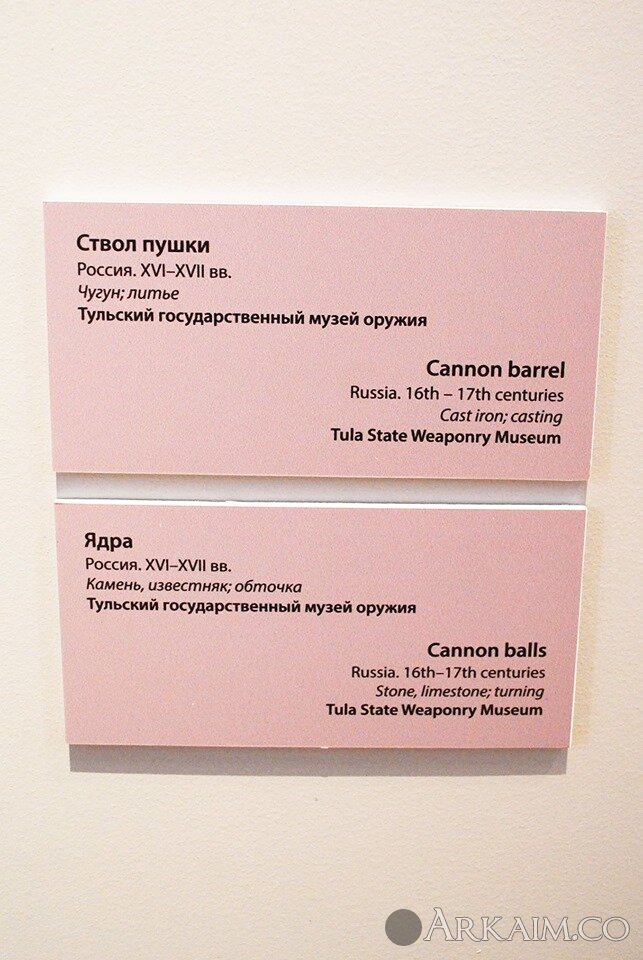 Ствол пушки
Россия. XVI–XVII вв.
Чугун; литье
Тульский государственный музей оружия
Cannon barrel
Russia. 16th – 17th centuries
Cast iron; casting
Tula State Weaponry Museum
Ядра
Россия. XVI–XVII вв.
Камень, известняк; обточка
Тульский государственный музей оружия
Cannon balls
Russia. 16th–17th centuries
Stone, limestone; turning
Tula State Weaponry Museum
ARKAIM.CO